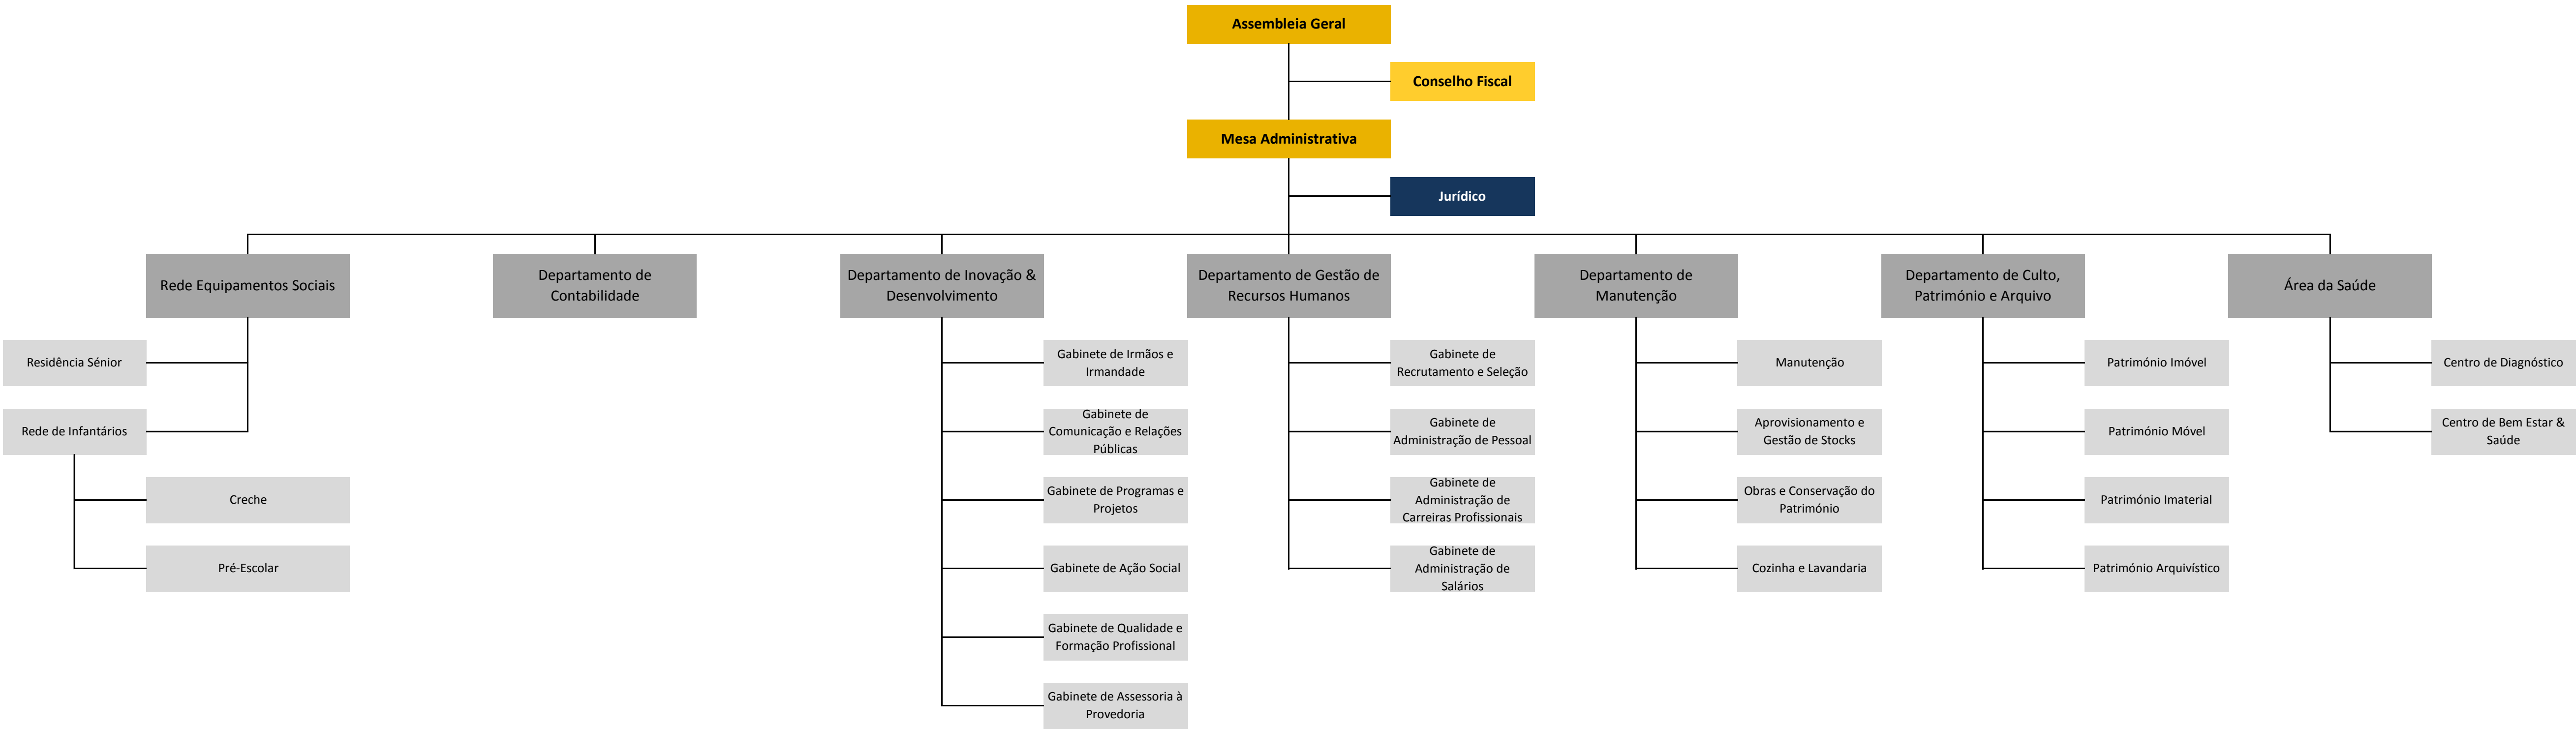 Assembleia Geral
Conselho Fiscal
Mesa Administrativa
Jurídico
Rede Equipamentos Sociais
Departamento de
Contabilidade
Departamento de Inovação &
Desenvolvimento
Departamento de Gestão de
Recursos Humanos
Departamento de
Manutenção
Departamento de Culto,
Património e Arquivo
Área da Saúde
Residência Sénior
Gabinete de Irmãos e
Irmandade
Gabinete de
Recrutamento e Seleção
Manutenção
Património Imóvel
Centro de Diagnóstico
Rede de Infantários
Gabinete de
Comunicação e Relações
Públicas
Gabinete de
Administração de Pessoal
Aprovisionamento e
Gestão de Stocks
Património Móvel
Centro de Bem Estar &
Saúde
Creche
Gabinete de Programas e
Projetos
Gabinete de
Administração de
Carreiras Profissionais
Obras e Conservação do
Património
Património Imaterial
Pré-Escolar
Gabinete de Ação Social
Gabinete de
Administração de
Salários
Cozinha e Lavandaria
Património Arquivístico
Gabinete de Qualidade e
Formação Profissional
Gabinete de Assessoria à
Provedoria